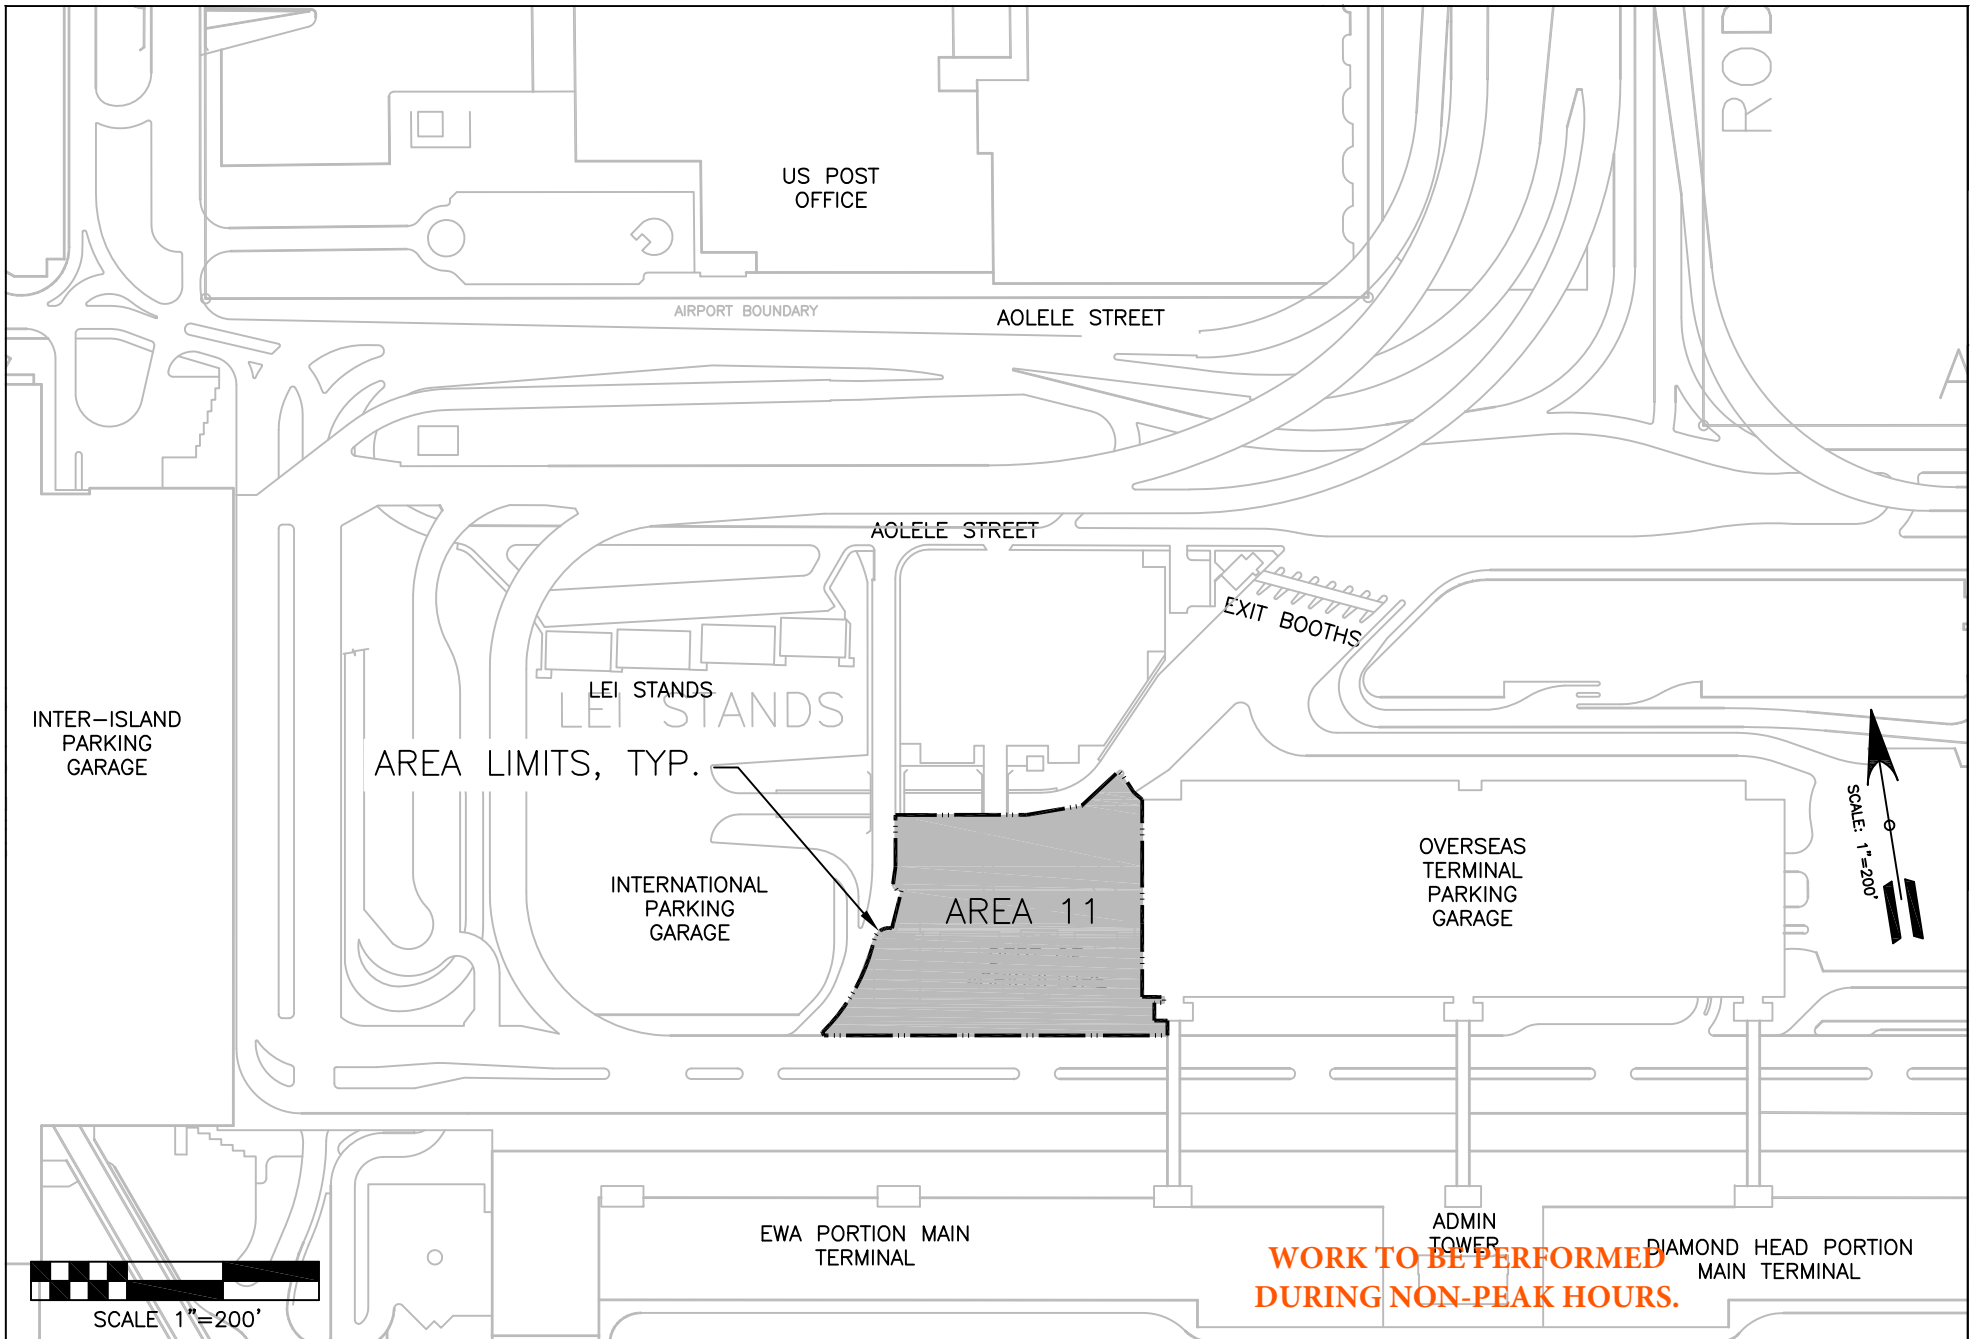 ROD
US POST
OFFICE
AIRPORT BOUNDARY
AOLELE STREET
A
AOLELE STREET
EXIT BOOTHS
LEI STANDS
LEI STANDS
INTER-ISLAND
PARKING
GARAGE
AREA LIMITS, TYP.
SCALE: 1"=200'
OVERSEAS
TERMINAL
PARKING
GARAGE
INTERNATIONAL
PARKING
GARAGE
AREA 11
EWA PORTION MAIN
TERMINAL
ADMIN
TOWER
DIAMOND HEAD PORTION
MAIN TERMINAL
WORK TO BE PERFORMED
DURING NON-PEAK HOURS.
SCALE 1"=200'